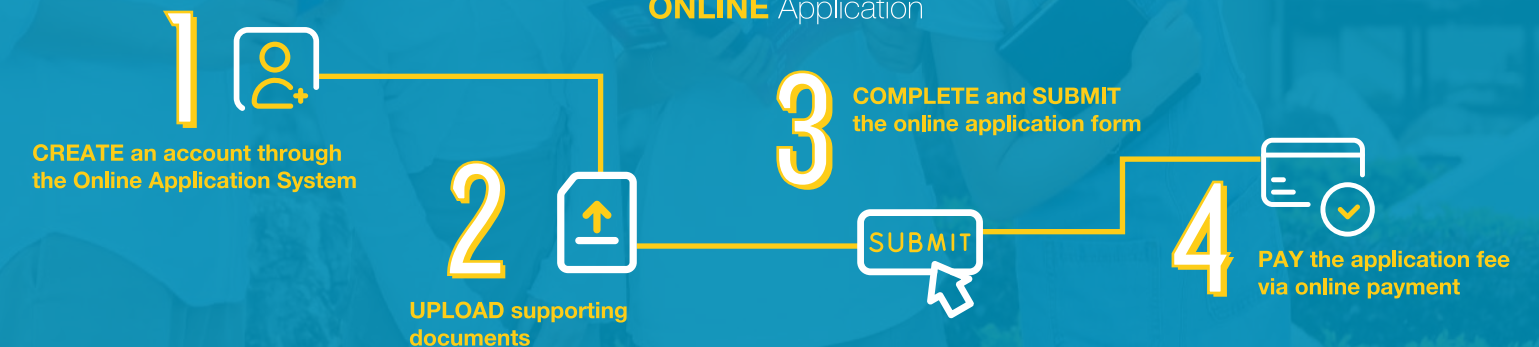 ONLINE Application
1
CREATE an account through
the Online Application System
2
UPLOAD supporting
documents
3
COMPLETE and SUBMIT
the online application form
SUBMIT
4
PAY the application fee
via online payment